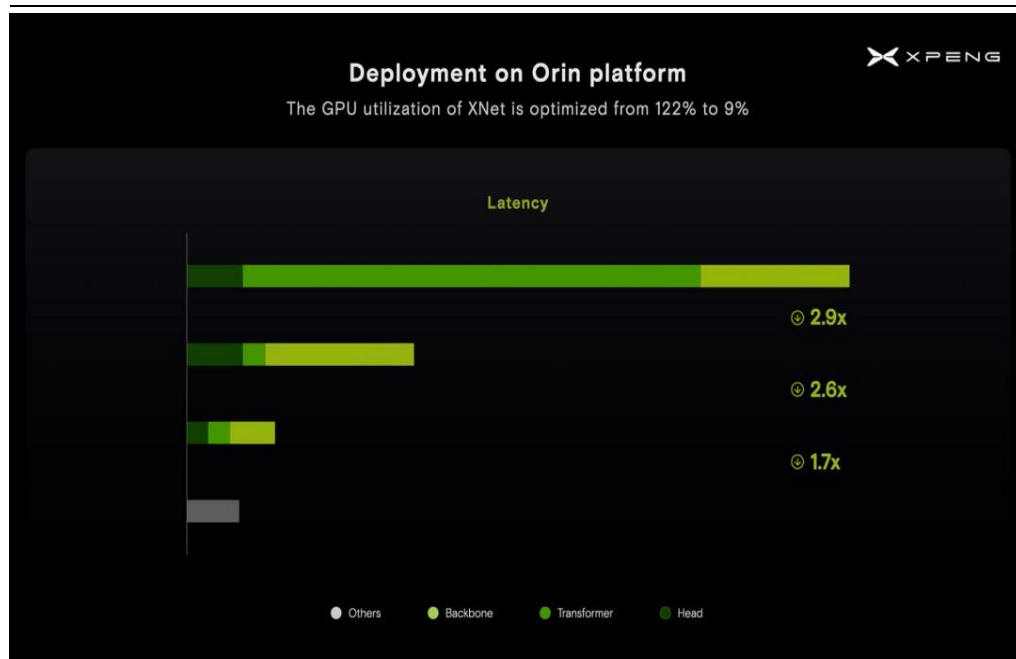 XPENG
Deployment on Orin platform
The GPU utilization of XNet is optimized from 122% to 9%
Latency
2.9x
2.6x
1.7x
Others
Backbone
Transformer
Head